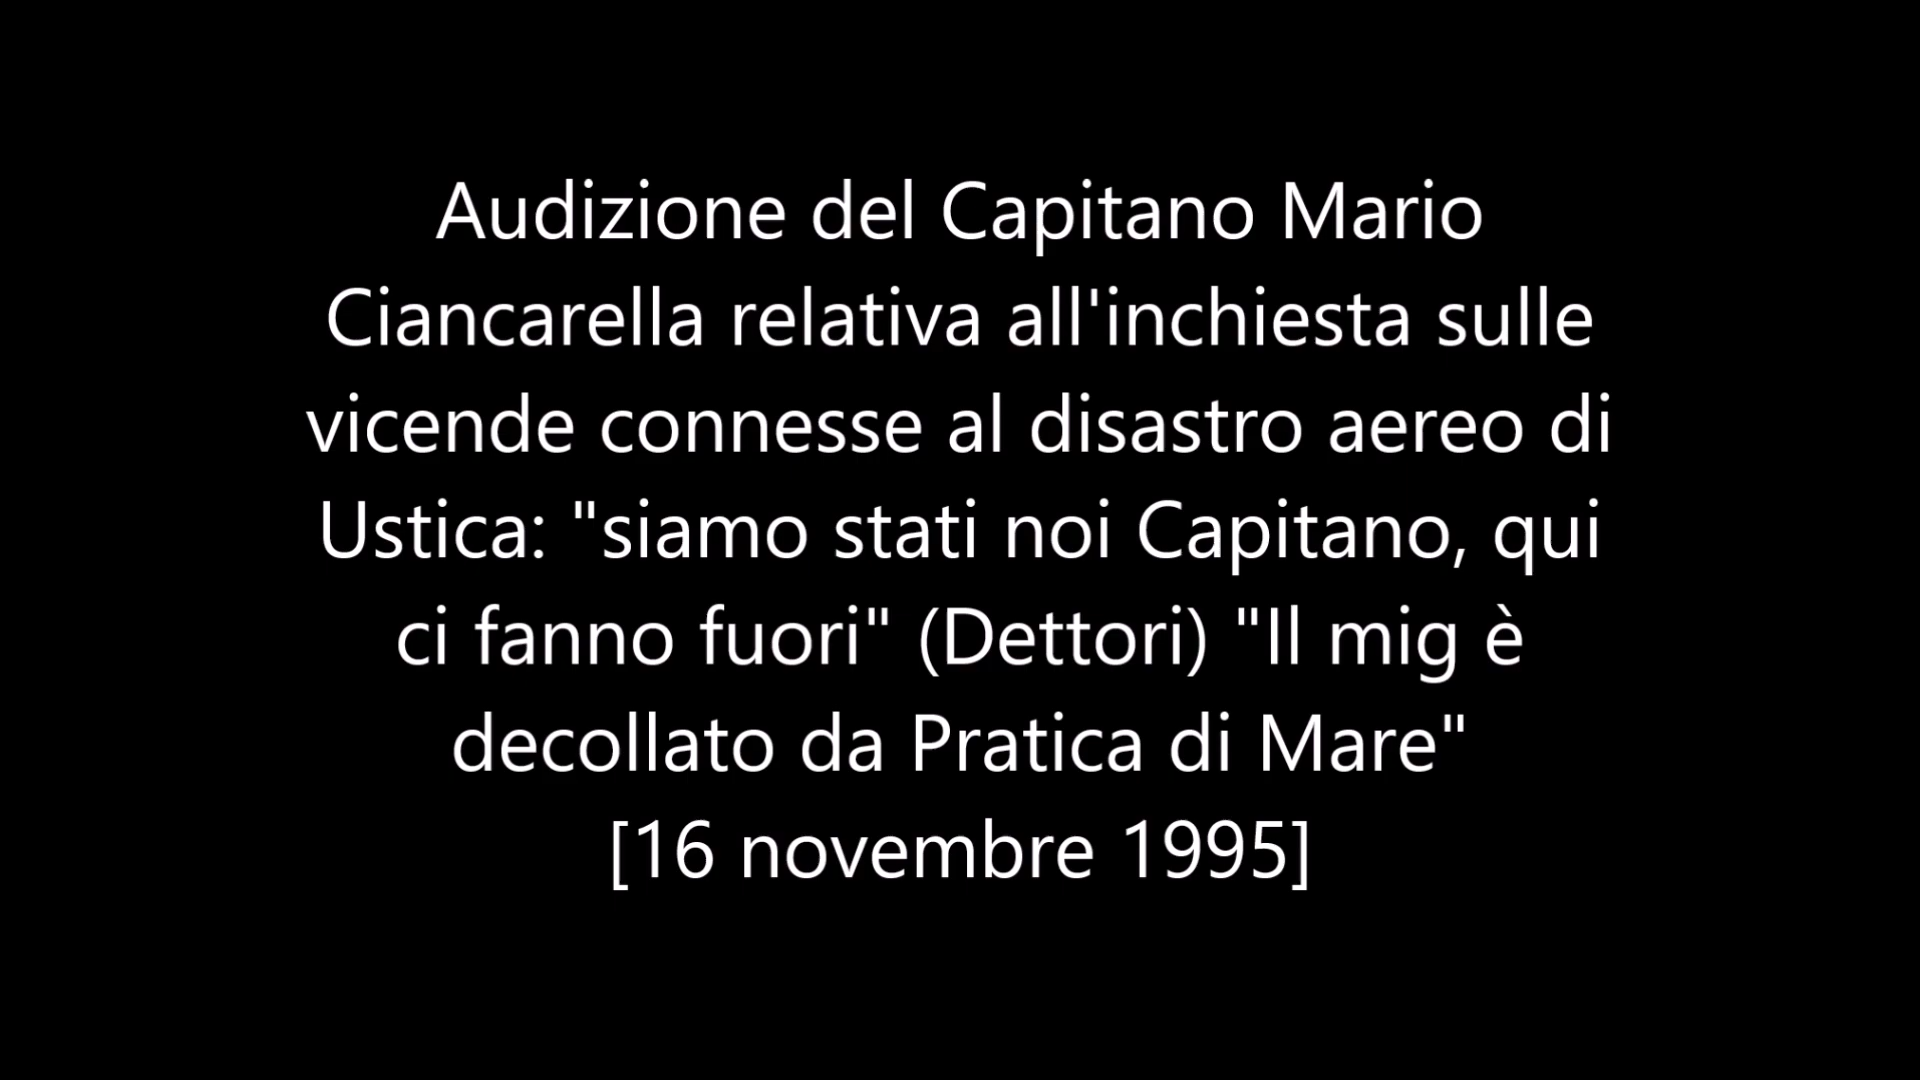 Audizione del Capitano Mario
Ciancarella relativa all'inchiesta sulle
vicende connesse al disastro aereo di
Ustica: "siamo stati noi Capitano, qui
ci fanno fuori" (Dettori) "Il mig è
decollato da Pratica di Mare"
[16 novembre 1995]